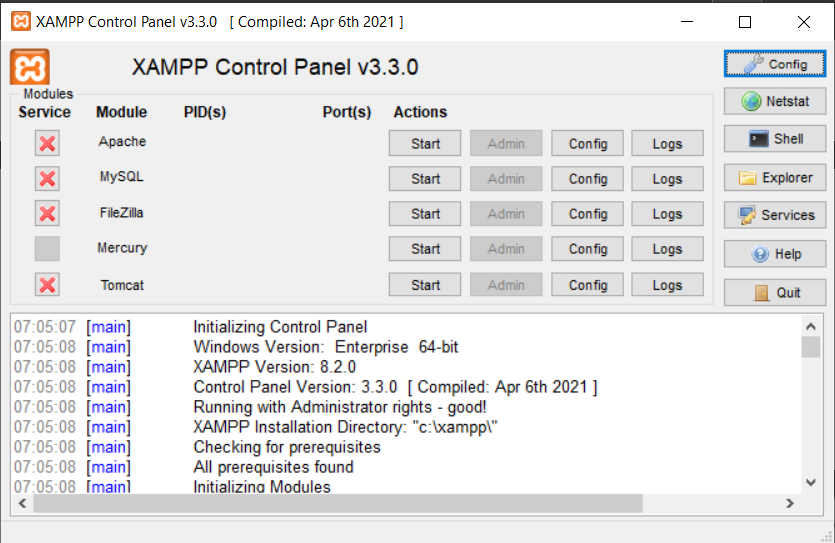 XAMPP Control Panel v3.3.0 [ Compiled: Apr 6th 2021 ]
XAMPP Control Panel v3.3.0
Config
Modules
Service Module PID(s) Port(s) Actions
Netstat
Apache Start Admin Config Logs
Shell
MySQL Start Admin Config Logs
Explorer
FileZilla Start Admin Config Logs
Services
Mercury Start Admin Config Logs
Help
Tomcat Start Admin Config Logs
Quit
07:05:07 [main] Initializing Control Panel
07:05:08 [main] Windows Version: Enterprise 64-bit
07:05:08 [main] XAMPP Version: 8.2.0
07:05:08 [main] Control Panel Version: 3.3.0 [ Compiled: Apr 6th 2021 ]
07:05:08 [main] Running with Administrator rights - good!
07:05:08 [main] XAMPP Installation Directory: "c:\xampp\"
07:05:08 [main] Checking for prerequisites
07:05:08 [main] All prerequisites found
07:05:08 [main] Initializing Modules